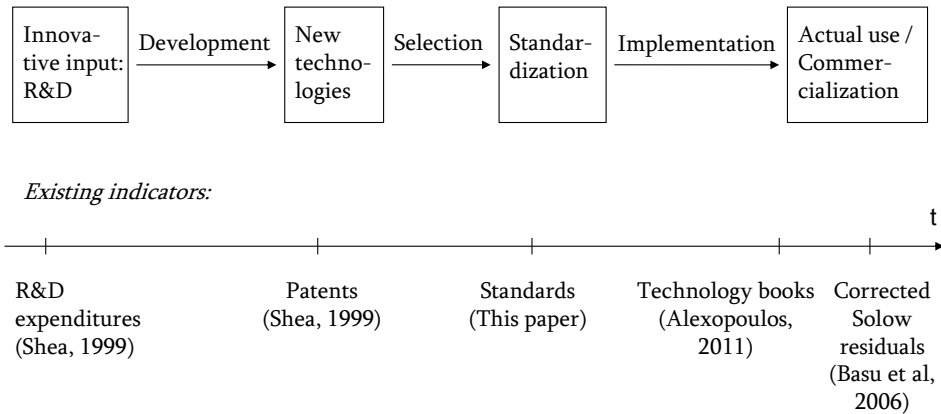 Innova-
tive input:
R&D
Development
New
techno-
logies
Selection
Standar-
dization
Implementation
Actual use /
Commer-
cialization
Existing indicators:
t
R&D
expenditures
(Shea, 1999)
Patents
(Shea, 1999)
Standards
(This paper)
Technology books
(Alexopoulos,
2011)
Corrected
Solow
residuals
(Basu et al,
2006)